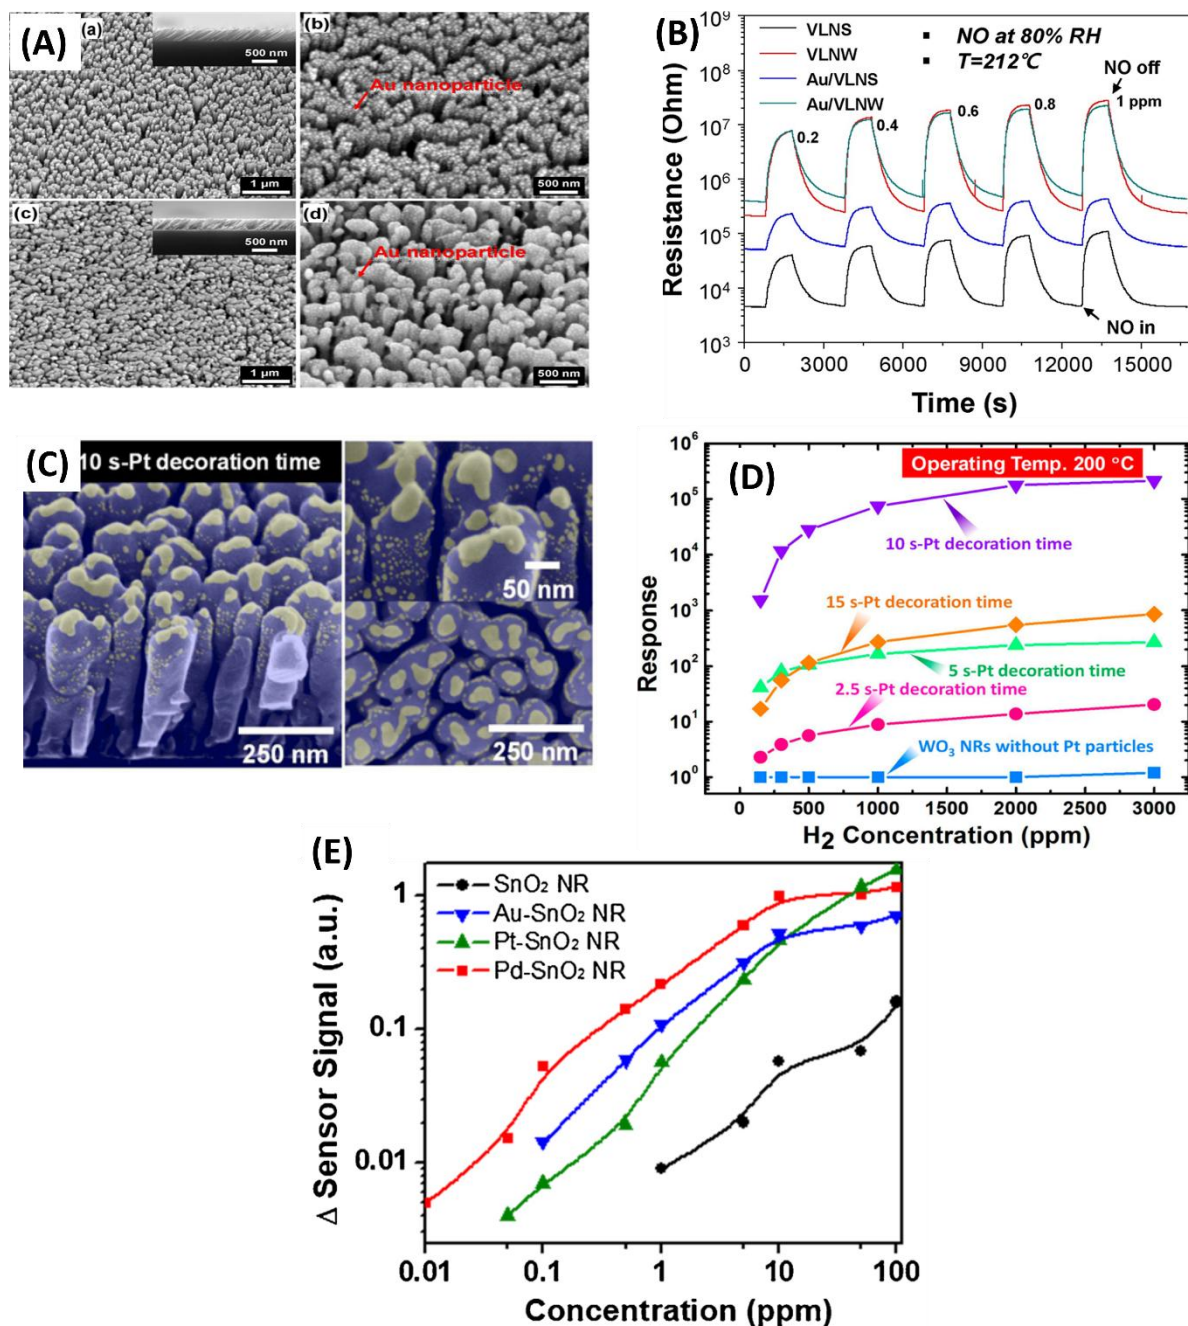 (A)
(a)
500 nm
1 µm
(b)
Au nanoparticle
500 nm
(c)
500 nm
1 µm
(d)
Au nanoparticle
500 nm
(B)
VLNS
VLNW
Au/VLNS
Au/VLNW
NO at 80% RH
T=212℃
NO off
1 ppm
0.2
0.4
0.6
0.8
NO in
10⁹
10⁸
10⁷
10⁶
10⁵
10⁴
10³
Resistance (Ohm)
0 3000 6000 9000 12000 15000
Time (s)
(C)
10 s-Pt decoration time
250 nm
50 nm
250 nm
(D)
Operating Temp. 200 °C
10 s-Pt decoration time
15 s-Pt decoration time
5 s-Pt decoration time
2.5 s-Pt decoration time
WO₃ NRs without Pt particles
10⁶
10⁵
10⁴
10³
10²
10¹
10⁰
Response
0 500 1000 1500 2000 2500 3000
H₂ Concentration (ppm)
(E)
SnO₂ NR
Au-SnO₂ NR
Pt-SnO₂ NR
Pd-SnO₂ NR
1
0.1
0.01
Δ Sensor Signal (a.u.)
0.01 0.1 1 10 100
Concentration (ppm)